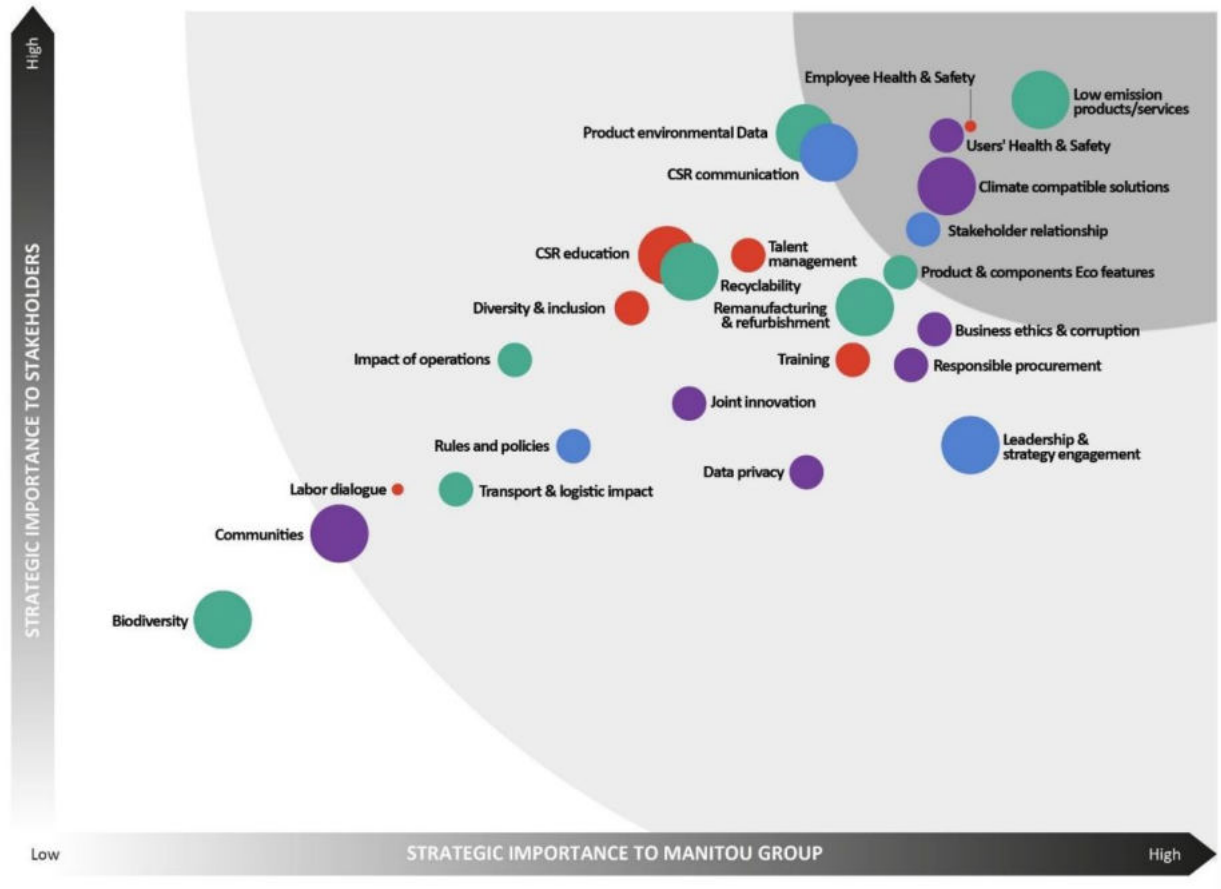 High
STRATEGIC IMPORTANCE TO STAKEHOLDERS
Employee Health & Safety
Low emission
products/services
Product environmental Data
Users' Health & Safety
CSR communication
Climate compatible solutions
Stakeholder relationship
CSR education
Talent
management
Product & components Eco features
Recyclability
Diversity & inclusion
Remanufacturing
& refurbishment
Business ethics & corruption
Impact of operations
Training
Responsible procurement
Joint innovation
Rules and policies
Leadership &
strategy engagement
Data privacy
Labor dialogue
Transport & logistic impact
Communities
Biodiversity
Low
STRATEGIC IMPORTANCE TO MANITOU GROUP
High